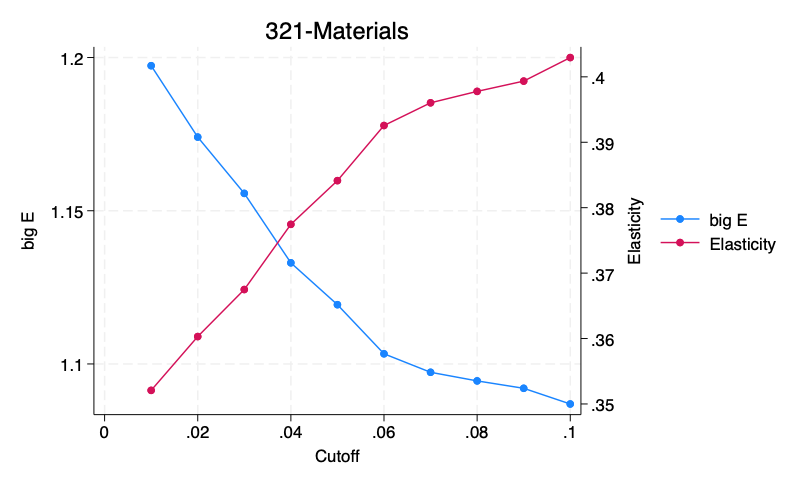 321-Materials
1.2
1.15
1.1
big E
.4
.39
.38
.37
.36
.35
Elasticity
0
.02
.04
.06
.08
.1
Cutoff
big E
Elasticity